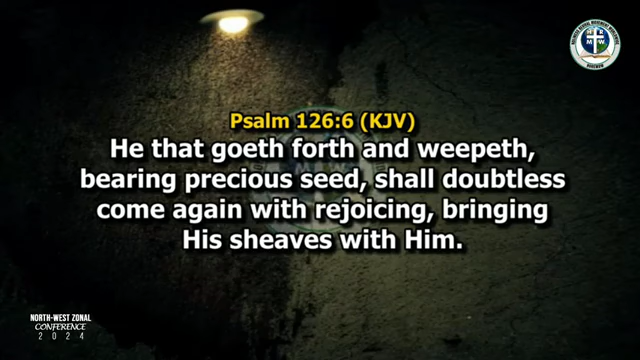 Psalm 126:6 (KJV)
He that goeth forth and weepeth,
bearing precious seed, shall doubtless
come again with rejoicing, bringing
His sheaves with Him.
NORTH-WEST ZONAL
CONFERENCE
2024
M W